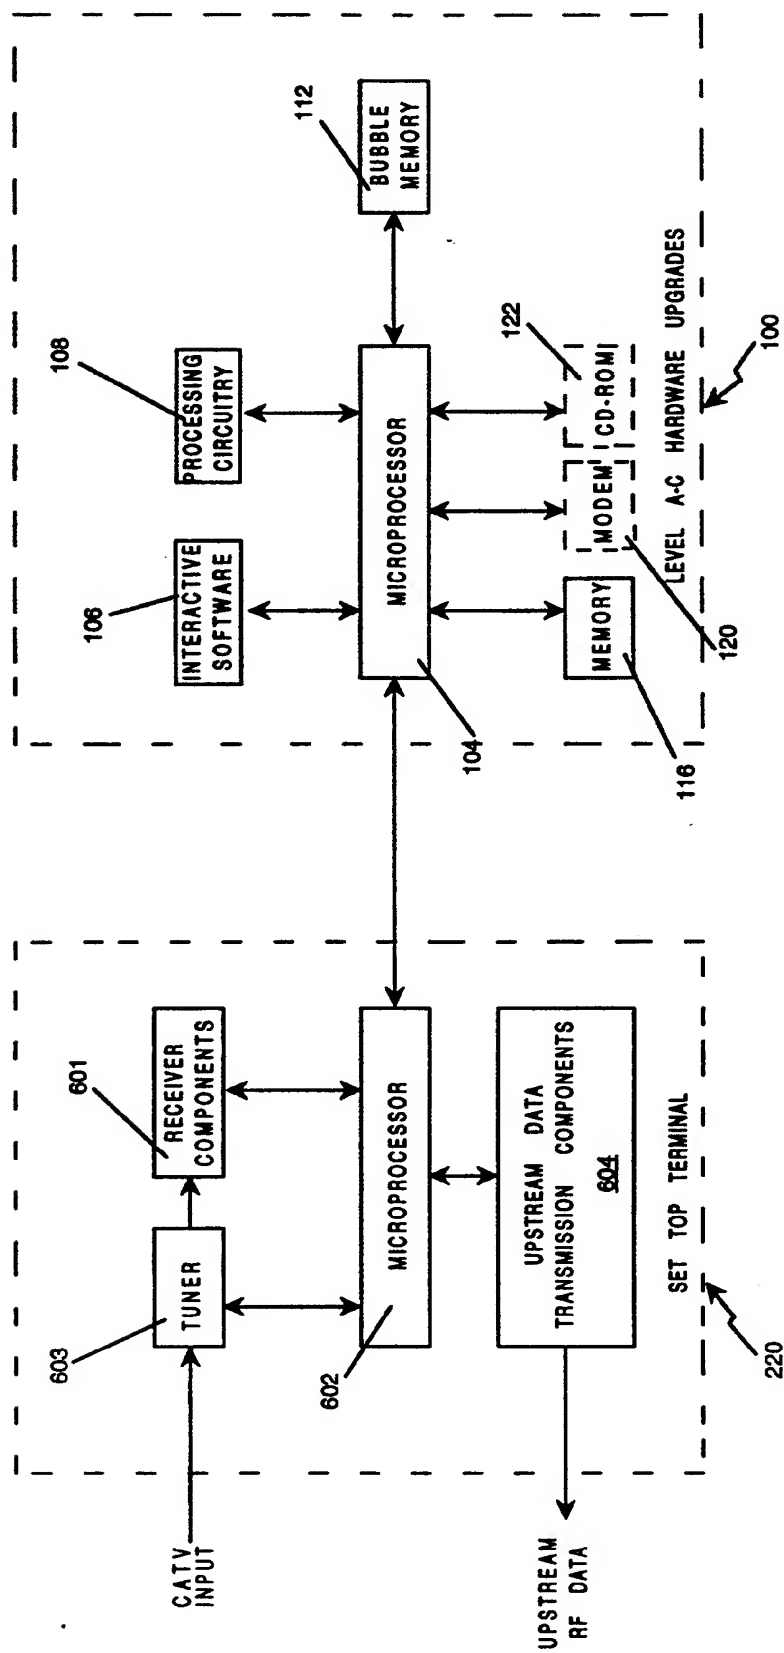 CATV
INPUT
603
TUNER
601
RECEIVER
COMPONENTS
602
MICROPROCESSOR
UPSTREAM DATA
TRANSMISSION COMPONENTS
604
UPSTREAM
RF DATA
SET TOP TERMINAL
220
106
INTERACTIVE
SOFTWARE
108
PROCESSING
CIRCUITRY
104
MICROPROCESSOR
112
BUBBLE
MEMORY
116
MEMORY
120
MODEM
122
CD-ROM
LEVEL A-C HARDWARE UPGRADES
100